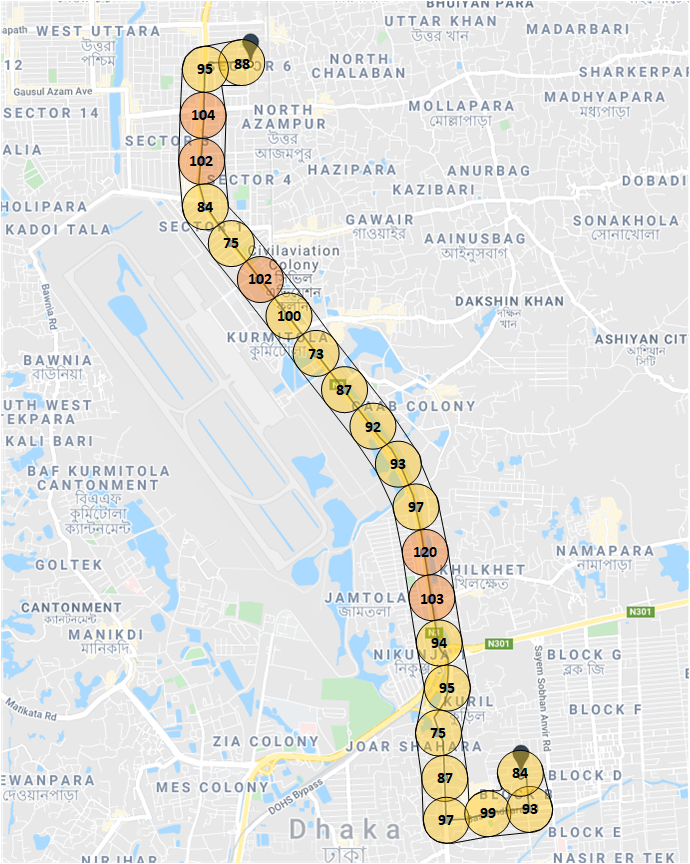 BHUIYAN PARA
apath
WEST UTTARA
উত্তরা
পশ্চিম
UTTAR KHAN
উত্তর খান
MADARBARI
12
SECTOR 6
95
88
NORTH
CHALABAN
SHARKERPAR
Gausul Azam Ave
SECTOR 14
104
NORTH
AZAMPUR
উত্তর
আজমপুর
MOLLAPARA
মোল্লাপাড়া
MADHYAPARA
মধ্যপাড়া
SECTOR 3
ALIA
102
SECTOR 4
HAZIPARA
ANURBAG
KAZIBARI
DOBADI
HOLIPARA
84
KADOI TALA
SECTOR 1
GAWAIR
গাওয়াইর
SONAKHOLA
সোনাখোলা
75
AAINUSBAG
আইনুসবাগ
Civilaviation
Colony
102
Bawnia Rd
100
DAKSHIN KHAN
দক্ষিন
খান
KURMITOLA
কুর্মিটোলা
73
ASHIYAN CIT
আশিয়ান
সিটি
BAWNIA
বাউনিয়া
87
UTH WEST
TEKPARA
CAAB COLONY
92
KALI BARI
93
BAF KURMITOLA
CANTONMENT
বিএএফ
কুর্মিটোলা
ক্যান্টনমেন্ট
97
120
NAMAPARA
নামাপাড়া
GOLTEK
KHILKHET
খিলক্ষেত
JAMTOLA
জামতলা
103
CANTONMENT
ক্যানটনমেন্ট
N301
MANIKDI
মানিকদি
N1
94
N301
NIKUNJA
নিকুঞ্জ
BLOCK G
ব্লক জি
95
Sayem Sobhan Anvir Rd
KURIL
কুড়িল
Matikata Rd
BLOCK F
75
ZIA COLONY
JOAR SHAHARA
84
BLOCK D
EWANPARA
দেওয়ানপাড়া
MES COLONY
DOHS Bypass
87
BLOCK B
97
99
93
Dhaka
ঢাকা
BLOCK E
NIRJHAR
NASIR ER TEK